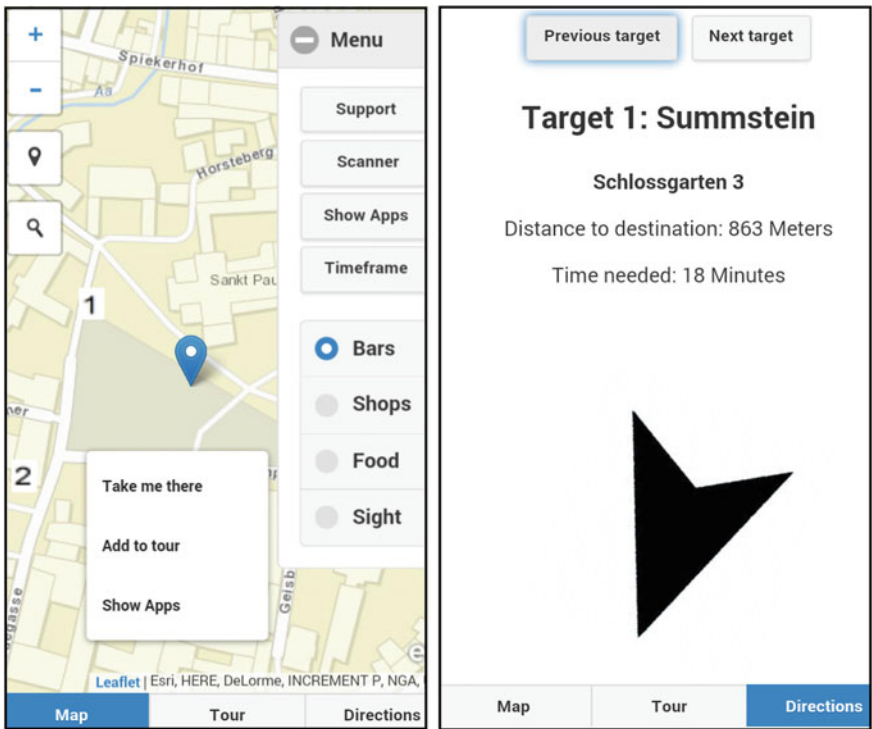 +
Spiekerhof
Aa
-
Horsteberg
Sankt Pau
1
2
Menu
Support
Scanner
Show Apps
Timeframe
Bars
Shops
Food
Sight
Take me there
Add to tour
Show Apps
Geisb
Leaflet | Esri, HERE, DeLorme, INCREMENT P, NGA,
Map Tour Directions
Previous target Next target
Target 1: Summstein
Schlossgarten 3
Distance to destination: 863 Meters
Time needed: 18 Minutes
Map Tour Directions